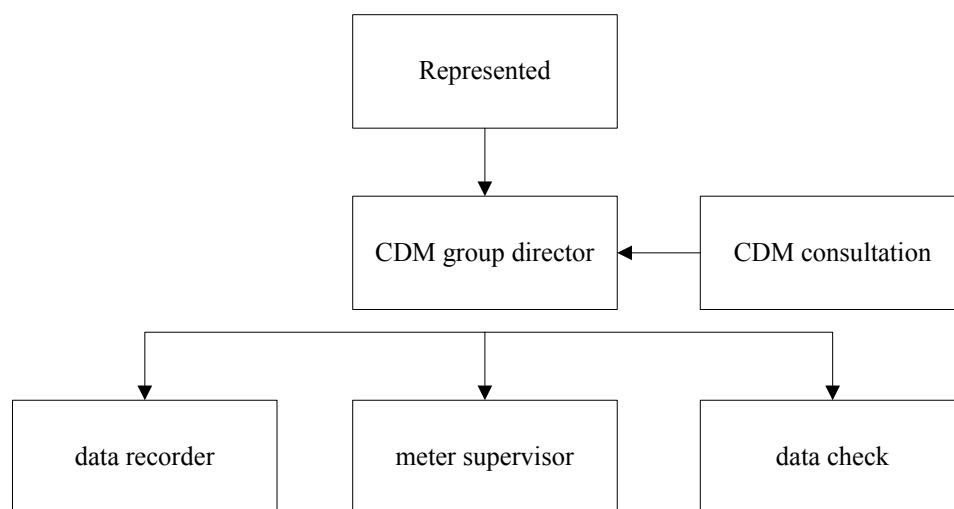 Represented
CDM group director
CDM consultation
data recorder
meter supervisor
data check